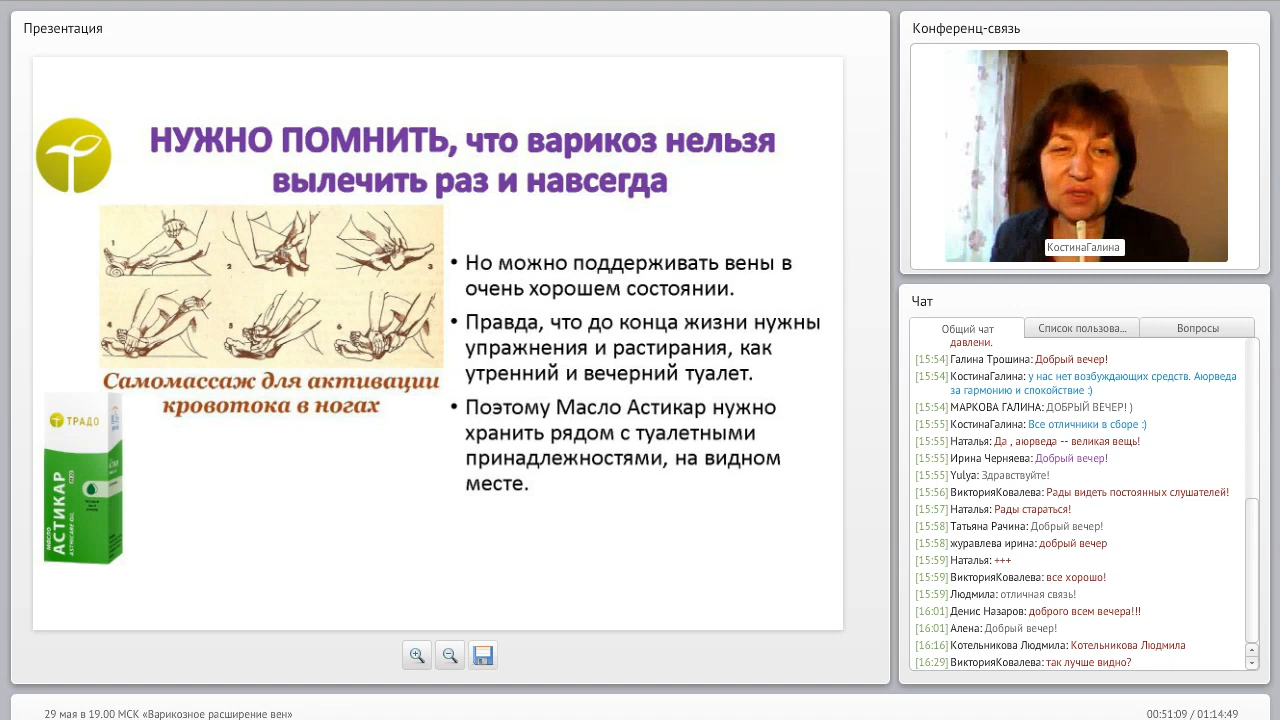 Презентация
НУЖНО ПОМНИТЬ, что варикоз нельзя
вылечить раз и навсегда
1
2
3
4
5
6
Самомассаж для активации
кровотока в ногах
ТРАДО
МАСЛО
АСТИКАР
ASTHICARE OIL
• Но можно поддерживать вены в
очень хорошем состоянии.
• Правда, что до конца жизни нужны
упражнения и растирания, как
утренний и вечерний туалет.
• Поэтому Масло Астикар нужно
хранить рядом с туалетными
принадлежностями, на видном
месте.
Конференц-связь
КостинаГалина
Чат
Общий чат
Список пользова...
Вопросы
давлени.
[15:54] Галина Трошина: Добрый вечер!
[15:54] КостинаГалина: у нас нет возбуждающих средств. Аюрведа
за гармонию и спокойствие :)
[15:54] МАРКОВА ГАЛИНА: ДОБРЫЙ ВЕЧЕР! )
[15:55] КостинаГалина: Все отличники в сборе :)
[15:55] Наталья: Да , аюрведа -- великая вещь!
[15:55] Ирина Черняева: Добрый вечер!
[15:55] Yulya: Здравствуйте!
[15:56] ВикторияКовалева: Рады видеть постоянных слушателей!
[15:57] Наталья: Рады стараться!
[15:58] Татьяна Рачина: Добрый вечер!
[15:58] журавлева ирина: добрый вечер
[15:59] Наталья: +++
[15:59] ВикторияКовалева: все хорошо!
[15:59] Людмила: отличная связь!
[16:01] Денис Назаров: доброго всем вечера!!!
[16:01] Алена: Добрый вечер!
[16:16] Котельникова Людмила: Котельникова Людмила
[16:29] ВикторияКовалева: так лучше видно?
29 мая в 19.00 МСК «Варикозное расширение вен»
00:51:09 / 01:14:49